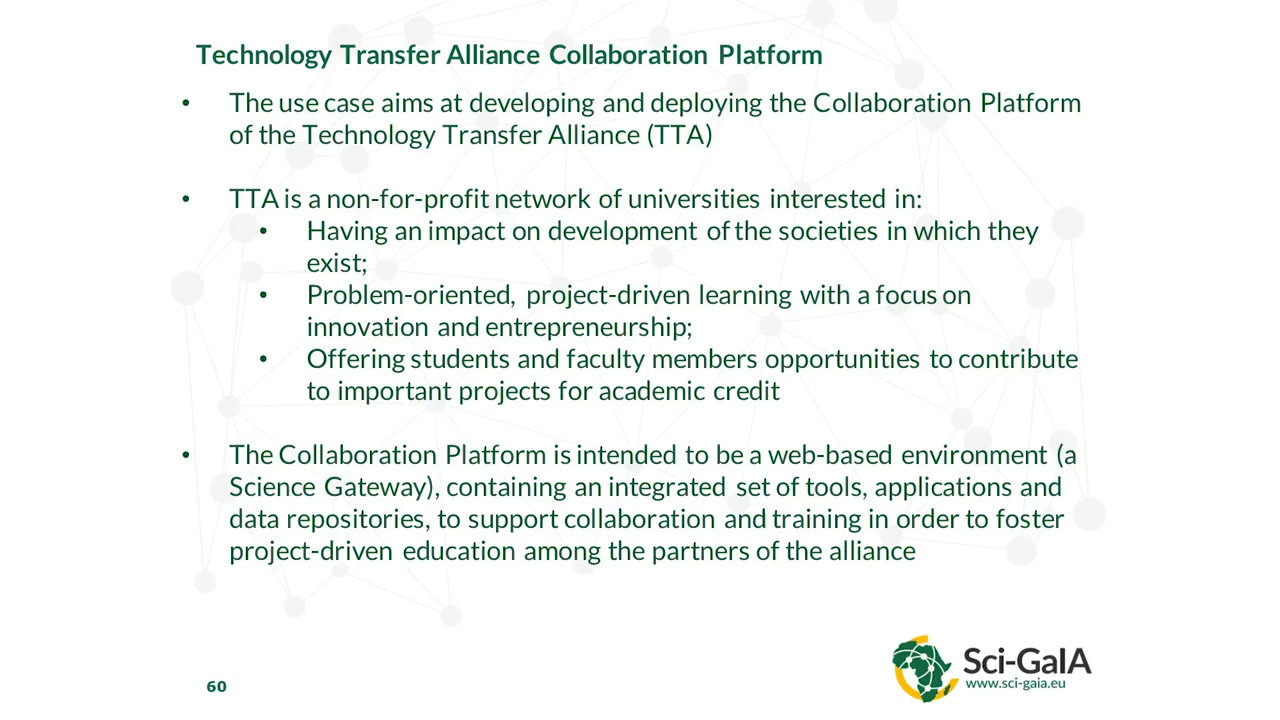 Technology Transfer Alliance Collaboration Platform
• The use case aims at developing and deploying the Collaboration Platform
of the Technology Transfer Alliance (TTA)
• TTA is a non-for-profit network of universities interested in:
• Having an impact on development of the societies in which they
exist;
• Problem-oriented, project-driven learning with a focus on
innovation and entrepreneurship;
• Offering students and faculty members opportunities to contribute
to important projects for academic credit
• The Collaboration Platform is intended to be a web-based environment (a
Science Gateway), containing an integrated set of tools, applications and
data repositories, to support collaboration and training in order to foster
project-driven education among the partners of the alliance
Sci-GaIA
www.sci-gaia.eu
60